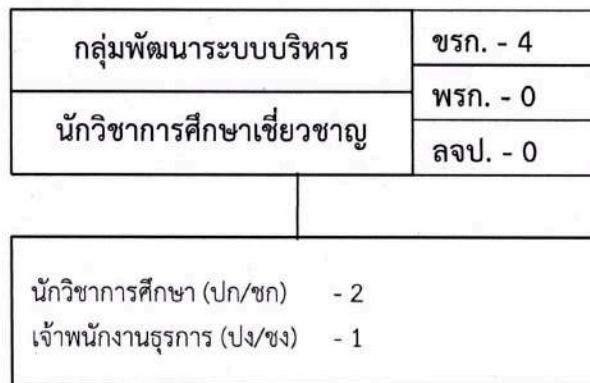 กลุ่มพัฒนาระบบบริหาร
นักวิชาการศึกษาเชี่ยวชาญ
ขรก. - 4
พรก. - 0
ลจป. - 0
นักวิชาการศึกษา (ปก/ชก) - 2
เจ้าพนักงานธุรการ (ปง/ชง) - 1